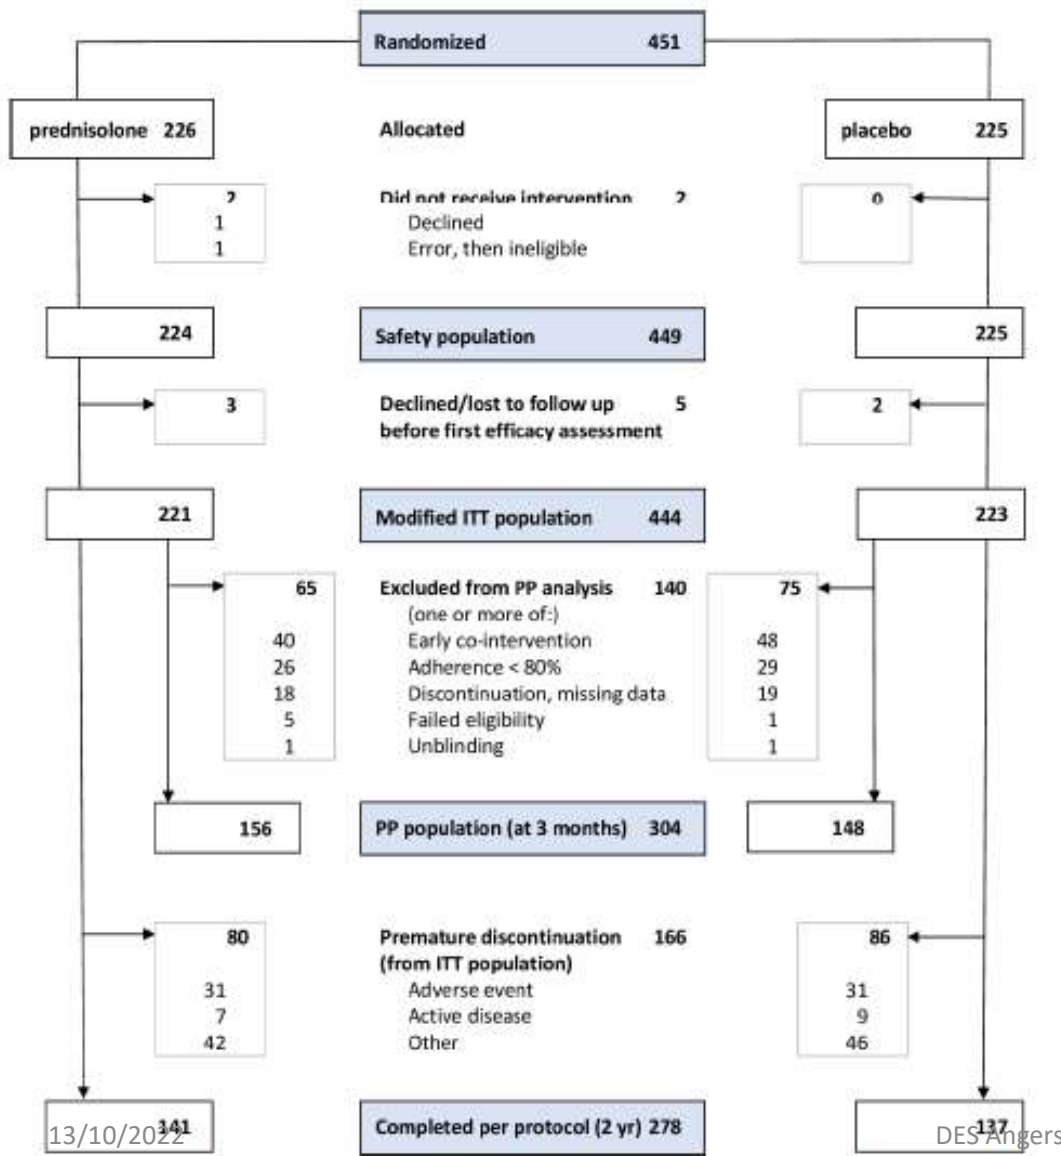 Randomized 451
prednisolone 226 Allocated placebo 225
2 Did not receive intervention 2 0
1 Declined
1 Error, then ineligible
224 Safety population 449 225
3 Declined/lost to follow up 5 2
before first efficacy assessment
221 Modified ITT population 444 223
65 Excluded from PP analysis 140 75
(one or more of:)
40 Early co-intervention 48
26 Adherence < 80% 29
18 Discontinuation, missing data 19
5 Failed eligibility 1
1 Unblinding 1
156 PP population (at 3 months) 304 148
80 Premature discontinuation 166 86
(from ITT population)
31 Adverse event 31
7 Active disease 9
42 Other 46
141 Completed per protocol (2 yr) 278 137
13/10/2022 DES Angers